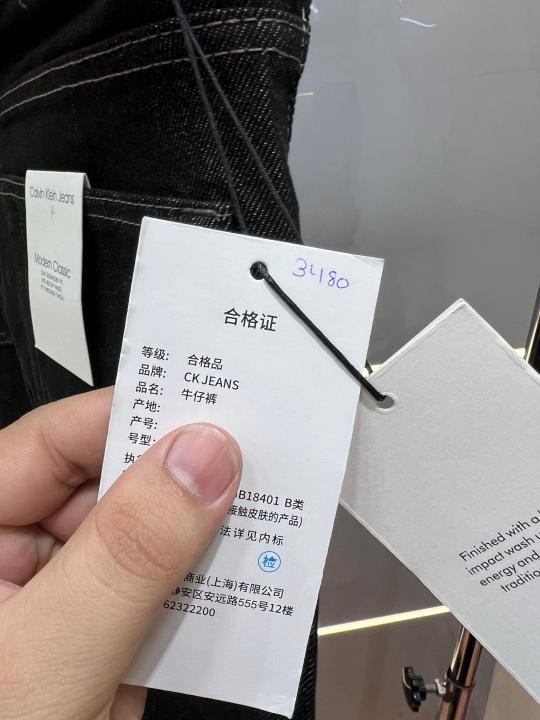 Calvin Klein Jeans
Modern Classic
合格证
等级: 合格品
品牌: CK JEANS
品名: 牛仔裤
产地:
产号:
号型:
B18401 B类
接触皮肤的产品)
法详见内标
检
商业(上海)有限公司
静安区安远路555号12楼
62322200
Finished with a
impact wash
energy and
traditio